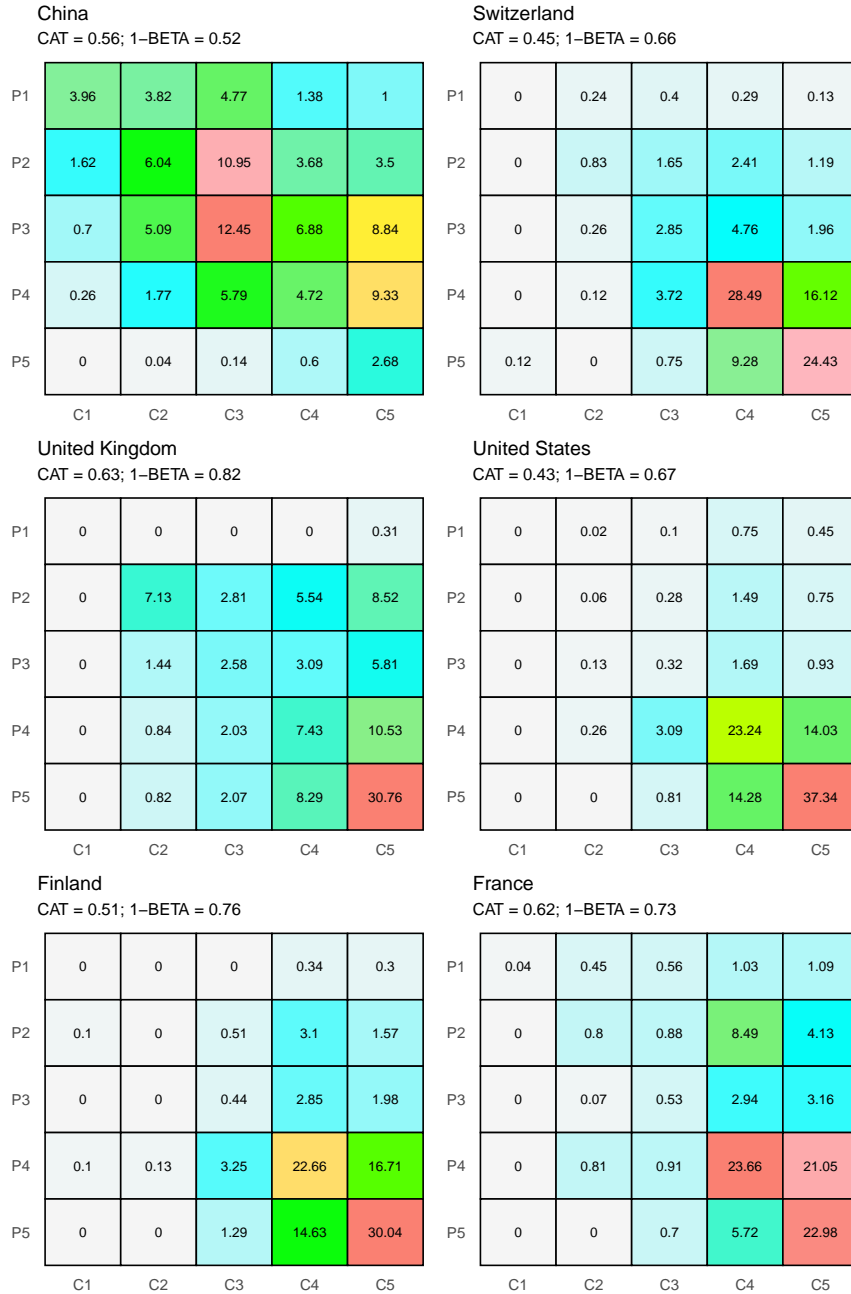 China
CAT = 0.56; 1−BETA = 0.52
P1 3.96 3.82 4.77 1.38 1
P2 1.62 6.04 10.95 3.68 3.5
P3 0.7 5.09 12.45 6.88 8.84
P4 0.26 1.77 5.79 4.72 9.33
P5 0 0.04 0.14 0.6 2.68
C1 C2 C3 C4 C5
Switzerland
CAT = 0.45; 1−BETA = 0.66
P1 0 0.24 0.4 0.29 0.13
P2 0 0.83 1.65 2.41 1.19
P3 0 0.26 2.85 4.76 1.96
P4 0 0.12 3.72 28.49 16.12
P5 0.12 0 0.75 9.28 24.43
C1 C2 C3 C4 C5
United Kingdom
CAT = 0.63; 1−BETA = 0.82
P1 0 0 0 0 0.31
P2 0 7.13 2.81 5.54 8.52
P3 0 1.44 2.58 3.09 5.81
P4 0 0.84 2.03 7.43 10.53
P5 0 0.82 2.07 8.29 30.76
C1 C2 C3 C4 C5
United States
CAT = 0.43; 1−BETA = 0.67
P1 0 0.02 0.1 0.75 0.45
P2 0 0.06 0.28 1.49 0.75
P3 0 0.13 0.32 1.69 0.93
P4 0 0.26 3.09 23.24 14.03
P5 0 0 0.81 14.28 37.34
C1 C2 C3 C4 C5
Finland
CAT = 0.51; 1−BETA = 0.76
P1 0 0 0 0.34 0.3
P2 0.1 0 0.51 3.1 1.57
P3 0 0 0.44 2.85 1.98
P4 0.1 0.13 3.25 22.66 16.71
P5 0 0 1.29 14.63 30.04
C1 C2 C3 C4 C5
France
CAT = 0.62; 1−BETA = 0.73
P1 0.04 0.45 0.56 1.03 1.09
P2 0 0.8 0.88 8.49 4.13
P3 0 0.07 0.53 2.94 3.16
P4 0 0.81 0.91 23.66 21.05
P5 0 0 0.7 5.72 22.98
C1 C2 C3 C4 C5